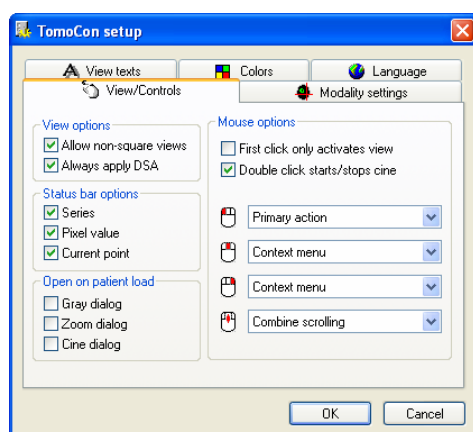 TomoCon setup
View texts
Colors
Language
View/Controls
Modality settings
View options
Allow non-square views
Always apply DSA
Status bar options
Series
Pixel value
Current point
Open on patient load
Gray dialog
Zoom dialog
Cine dialog
Mouse options
First click only activates view
Double click starts/stops cine
Primary action
Context menu
Context menu
Combine scrolling
OK
Cancel